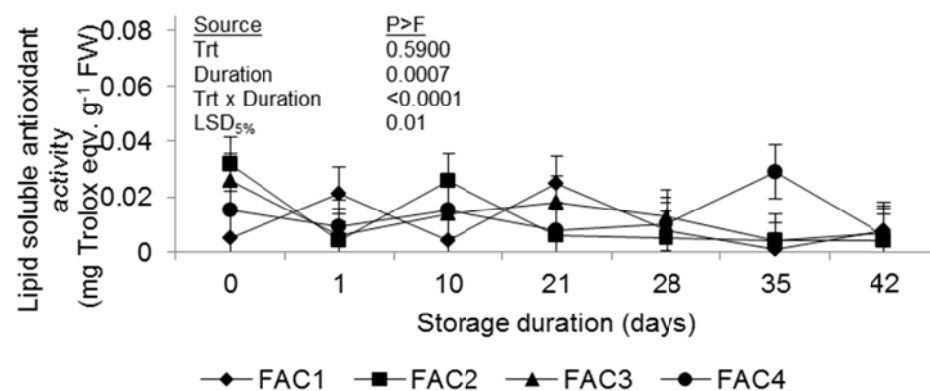 Lipid soluble antioxidant
activity
(mg Trolox eqv. g⁻¹ FW)
0.08
0.06
0.04
0.02
0
Source P>F
Trt 0.5900
Duration 0.0007
Trt x Duration <0.0001
LSD5% 0.01
0 1 10 21 28 35 42
Storage duration (days)
FAC1 FAC2 FAC3 FAC4